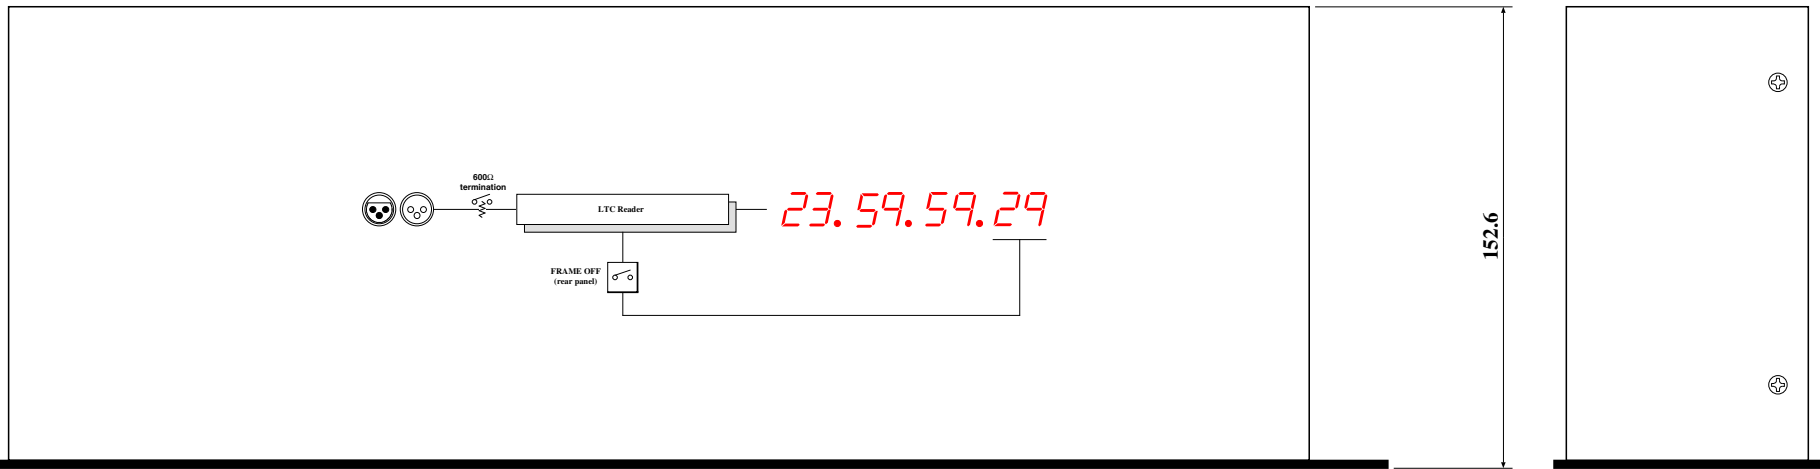 600Ω
termination
LTC Reader
23.59.59.29
FRAME OFF
(rear panel)
152.6